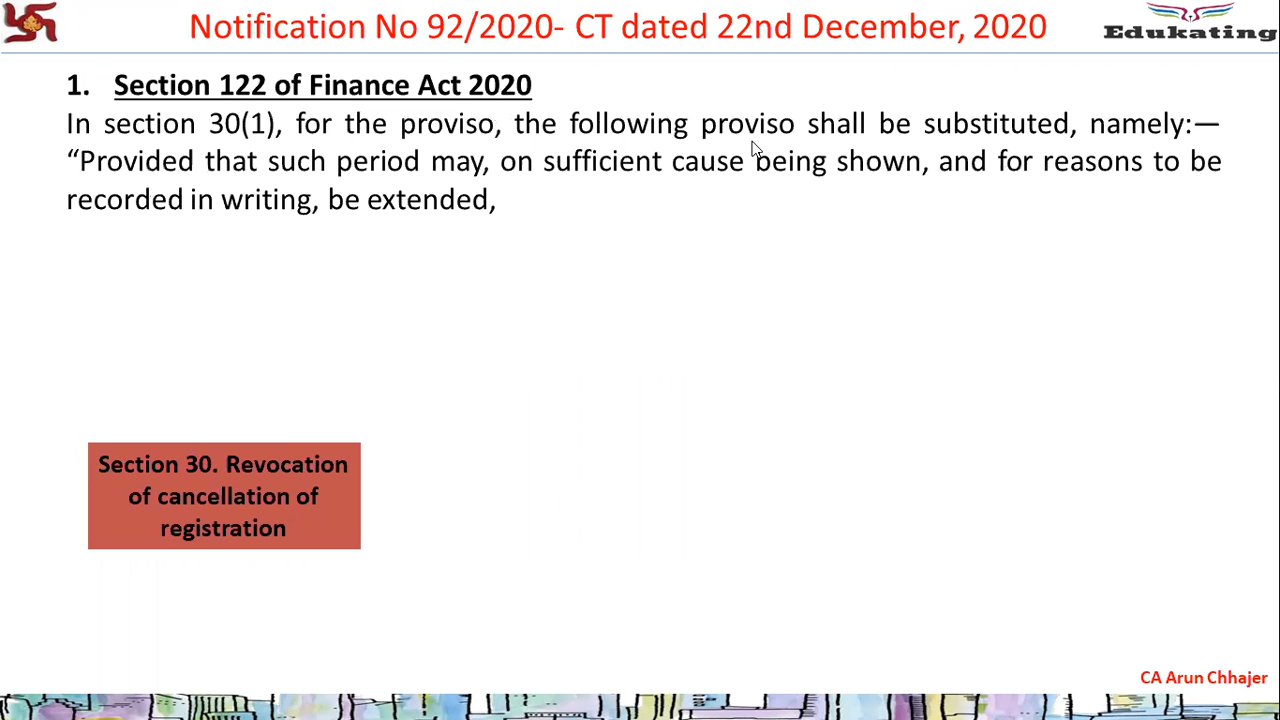 Notification No 92/2020- CT dated 22nd December, 2020
Edukating
1. Section 122 of Finance Act 2020
In section 30(1), for the proviso, the following proviso shall be substituted, namely:—
“Provided that such period may, on sufficient cause being shown, and for reasons to be
recorded in writing, be extended,
Section 30. Revocation
of cancellation of
registration
CA Arun Chhajer